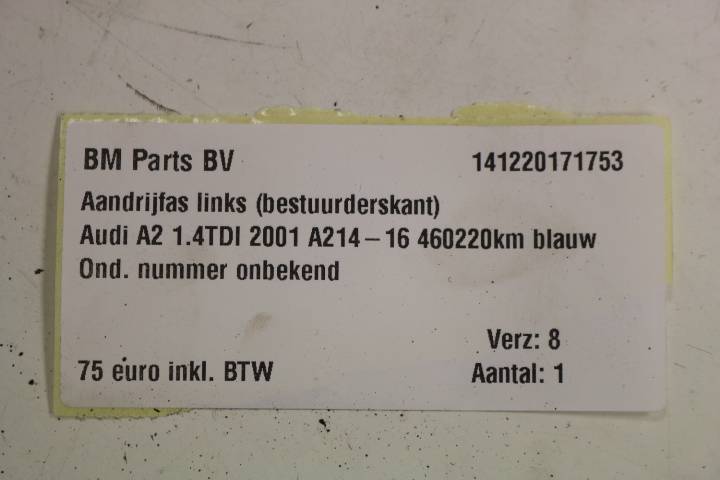 BM Parts BV 141220171753
Aandrijfas links (bestuurderskant)
Audi A2 1.4TDI 2001 A214-16 460220km blauw
Ond. nummer onbekend
Verz: 8
75 euro inkl. BTW Aantal: 1